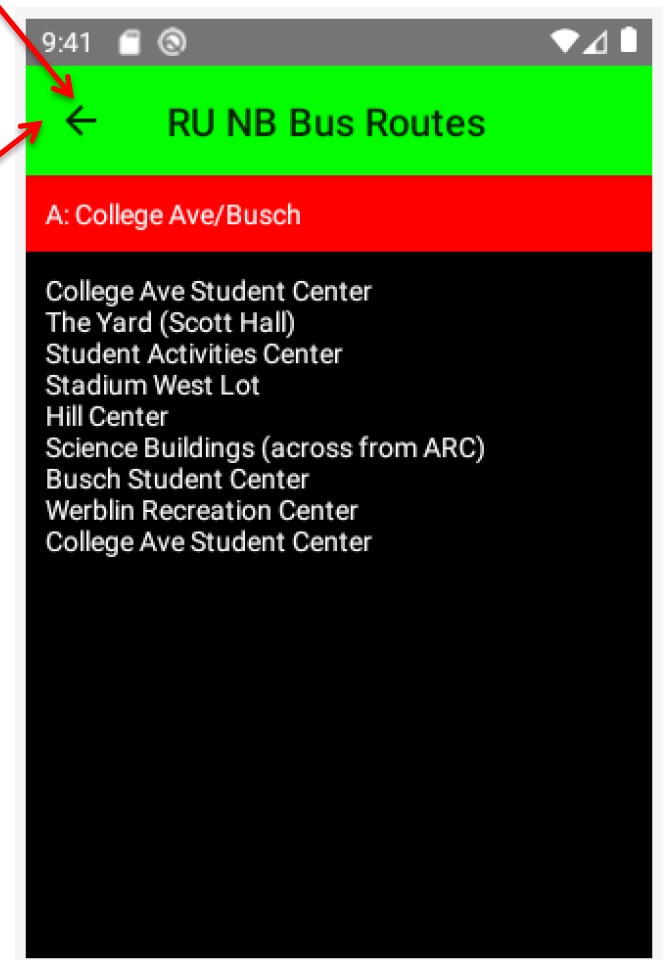 9:41
RU NB Bus Routes
A: College Ave/Busch
College Ave Student Center
The Yard (Scott Hall)
Student Activities Center
Stadium West Lot
Hill Center
Science Buildings (across from ARC)
Busch Student Center
Werblin Recreation Center
College Ave Student Center